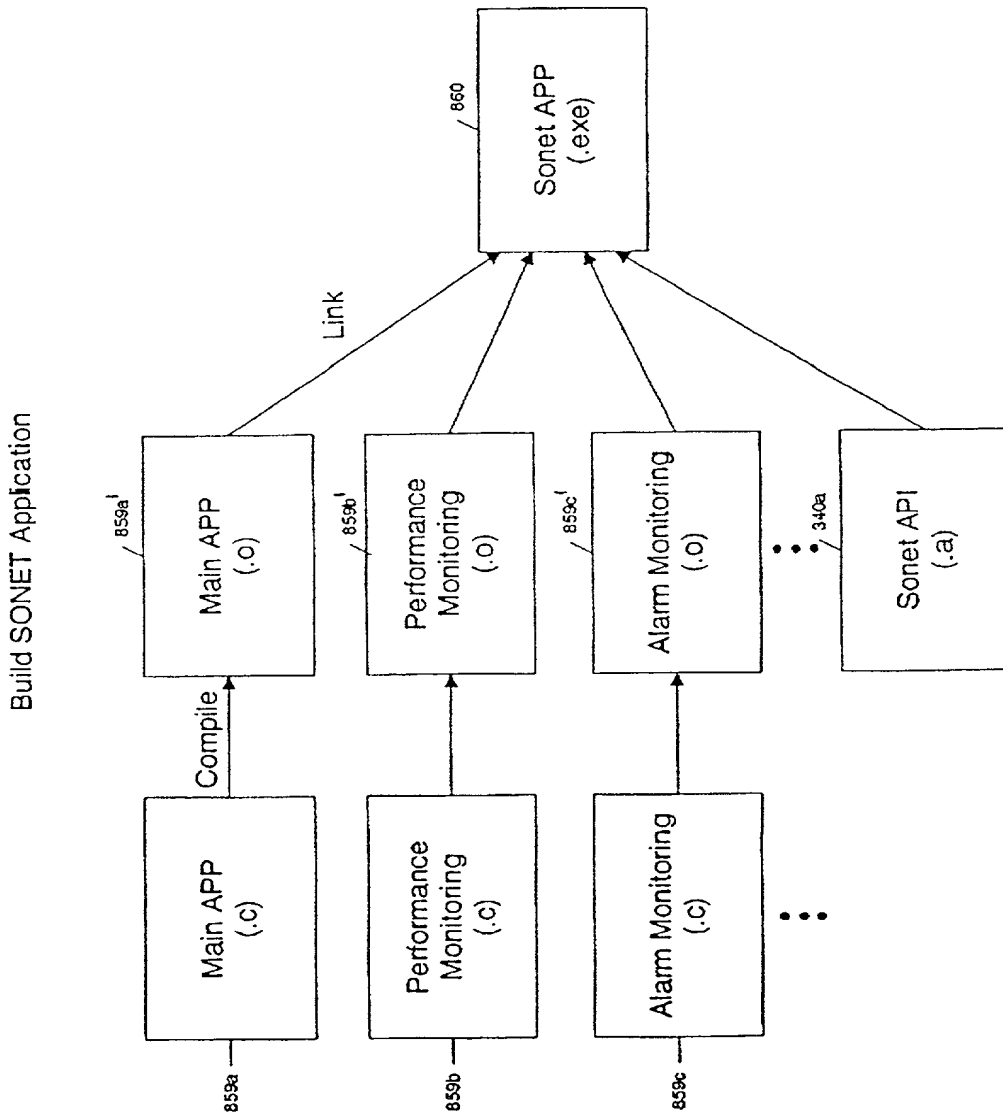 Build SONET Application
859a
Main APP
(.c)
Compile
859a'
Main APP
(.o)
Link
860
Sonet APP
(.exe)
859b
Performance
Monitoring
(.c)
859b'
Performance
Monitoring
(.o)
859c
Alarm Monitoring
(.c)
859c'
Alarm Monitoring
(.o)
340a
Sonet API
(.a)